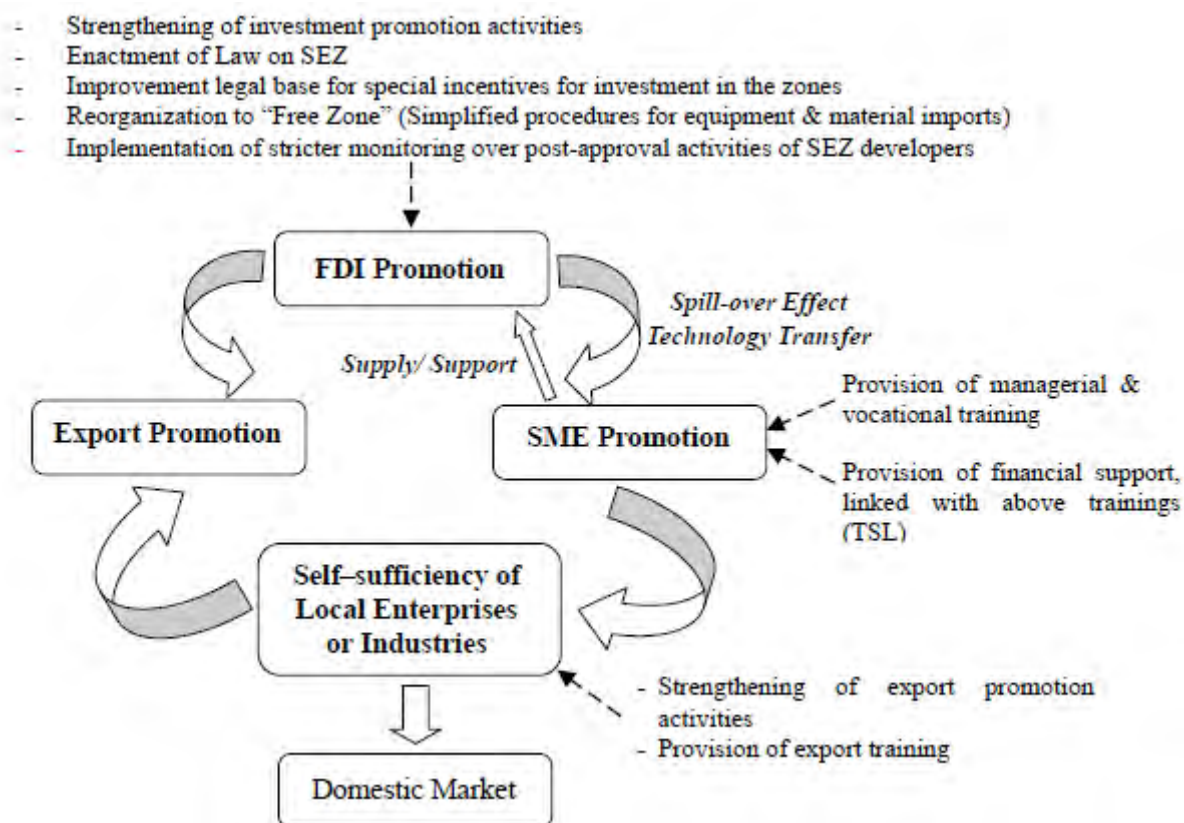 - Strengthening of investment promotion activities
- Enactment of Law on SEZ
- Improvement legal base for special incentives for investment in the zones
- Reorganization to “Free Zone” (Simplified procedures for equipment & material imports)
- Implementation of stricter monitoring over post-approval activities of SEZ developers
FDI Promotion
Spill-over Effect
Technology Transfer
Supply/ Support
Export Promotion
SME Promotion
Provision of managerial &
vocational training
Provision of financial support,
linked with above trainings
(TSL)
Self–sufficiency of
Local Enterprises
or Industries
- Strengthening of export promotion
activities
- Provision of export training
Domestic Market